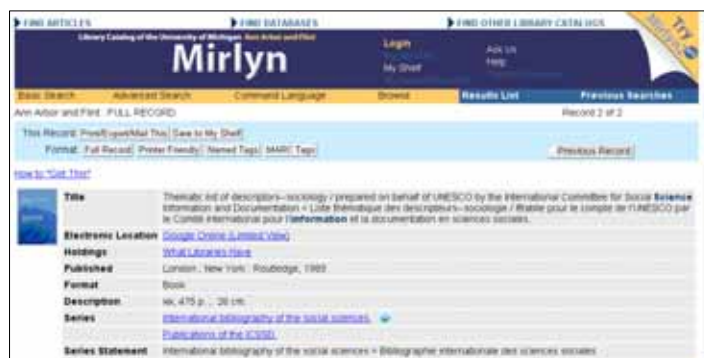 FIND ARTICLES FIND DATABASES FIND OTHER LIBRARY CATALOGS
Try
Library Catalog of the University of Michigan Ann Arbor and Flint
Mirlyn
Login
My Shelf
Ask Us
Help
Basic Search Advanced Search Command Language Browse Results List Previous Searches
Ann Arbor and Flint FULL RECORD Record 2 of 2
This Record: Print/Export/Mail This Save to My Shelf
Format: Full Record Printer Friendly Named Tags MARC Tags Previous Record
How to "Get This"
Title Thematic list of descriptors--sociology / prepared on behalf of UNESCO by the International Committee for Social Science
Information and Documentation = Liste thématique des descripteurs--sociologie / établie pour le compte de l'UNESCO par
le Comité international pour l'information et la documentation en sciences sociales.
Electronic Location Google Online (Limited View)
Holdings What Libraries Have
Published London ; New York : Routledge, 1989
Format Book
Description 475 p. ; 26 cm.
Series International bibliography of the social sciences.
Publications of the ICSSD.
Series Statement International bibliography of the social sciences = Bibliographie internationale des sciences sociales